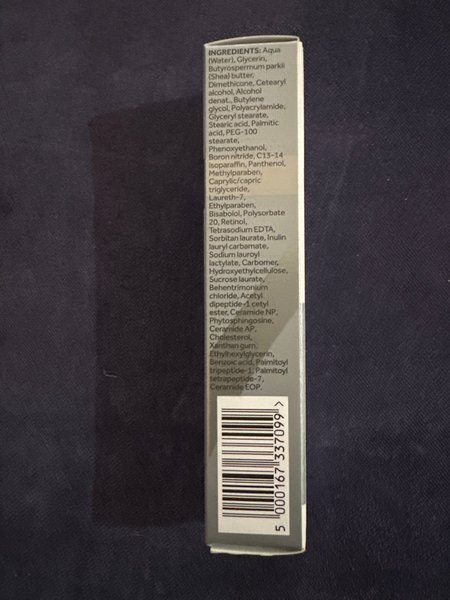 INGREDIENTS: Aqua
(Water), Glycerin,
Butyrospermum parkii
(Shea) butter,
Dimethicone, Cetearyl
alcohol, Alcohol
denat., Butylene
glycol, Polyacrylamide,
Glyceryl stearate,
Stearic acid, Palmitic
acid, PEG-100
stearate,
Phenoxyethanol,
Boron nitride, C13-14
isoparaffin, Panthenol,
Methylparaben,
Caprylic/capric
triglyceride,
Laureth-7,
Ethylparaben,
Bisabolol, Polysorbate
20, Retinol,
Tetrasodium EDTA,
Sorbitan laurate, Inulin
lauryl carbamate,
Sodium lauroyl
lactylate, Carbomer,
Hydroxyethylcellulose,
Sucrose laurate,
Behentrimonium
chloride, Acetyl
dipeptide-1 cetyl
ester, Ceramide NP,
Phytosphingosine,
Ceramide AP,
Cholesterol,
Xanthan gum,
Ethylhexylglycerin,
Benzoic acid, Palmitoyl
tripeptide-1, Palmitoyl
tetrapeptide-7,
Ceramide EOP.
5 000167 337099 >